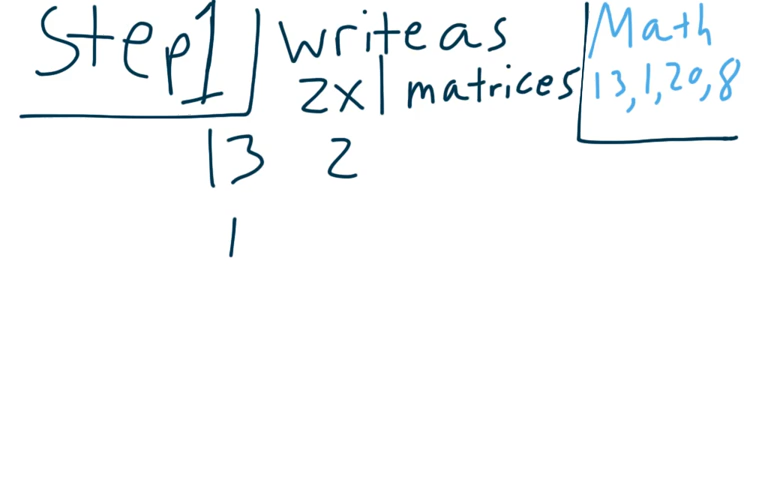 Step 1
write as
2x1 matrices
Math
13, 1, 20, 8
13 2
1